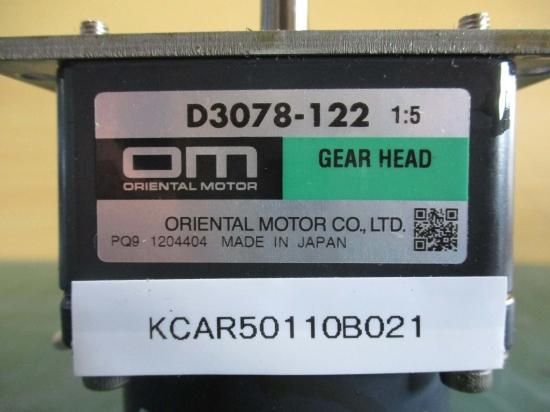 D3078-122 1:5
OM
ORIENTAL MOTOR
GEAR HEAD
ORIENTAL MOTOR CO., LTD.
PQ9 1204404 MADE IN JAPAN
KCAR50110B021